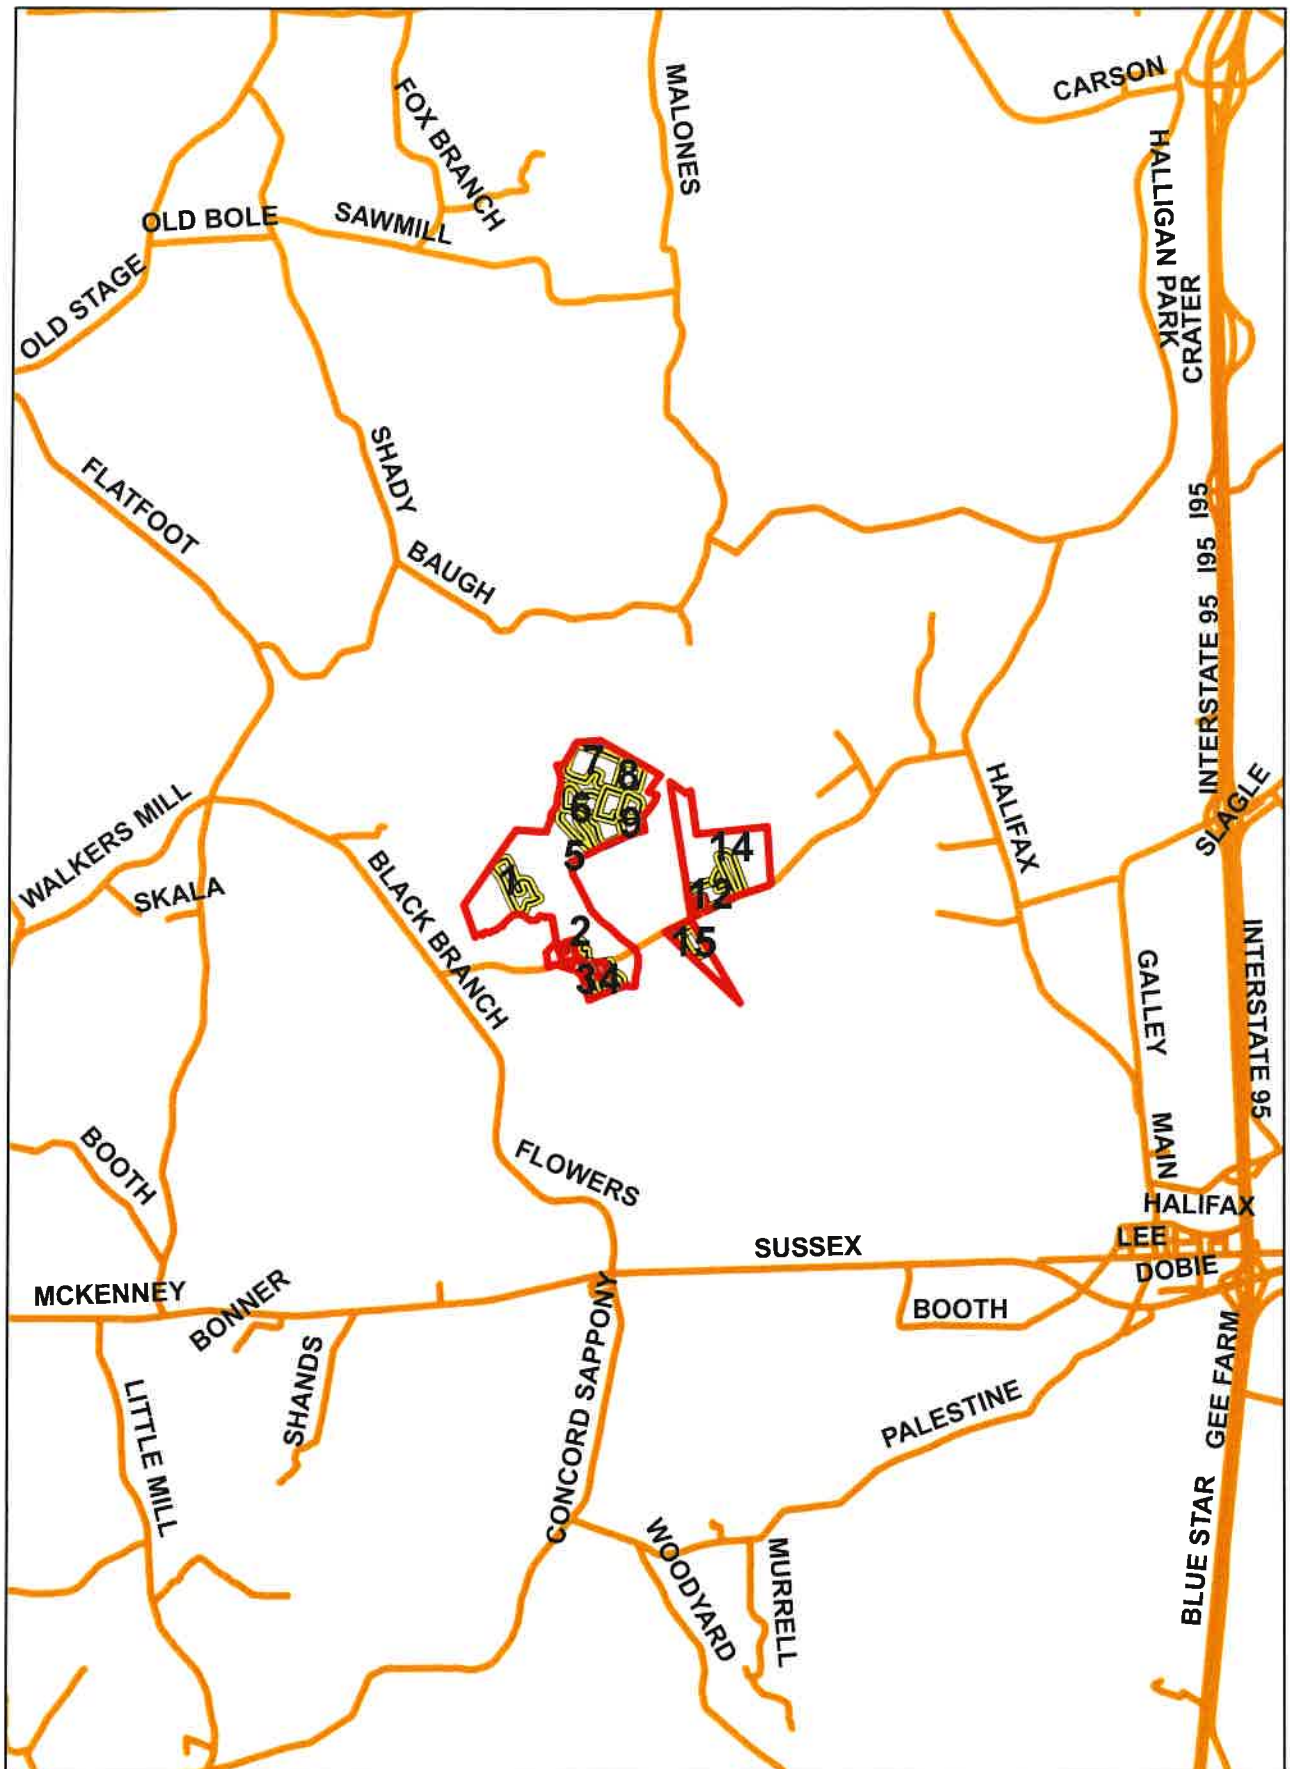 CARSON
FOX BRANCH
MALONES
HALLIGAN PARK
OLD BOLE
SAWMILL
OLD STAGE
CRATER
SHADY
FLATFOOT
I95
BAUGH
I95
INTERSTATE 95
7
8
6
9
5
WALKERS MILL
HALIFAX
SLAGLE
14
1
12
SKALA
BLACK BRANCH
2
15
34
GALLEY
INTERSTATE 95
MAIN
BOOTH
FLOWERS
HALIFAX
LEE
SUSSEX
DOBIE
MCKENNEY
BONNER
BOOTH
CONCORD SAPPONY
SHANDS
GEE FARM
LITTLE MILL
PALESTINE
BLUE STAR
WOODYARD
MURRELL